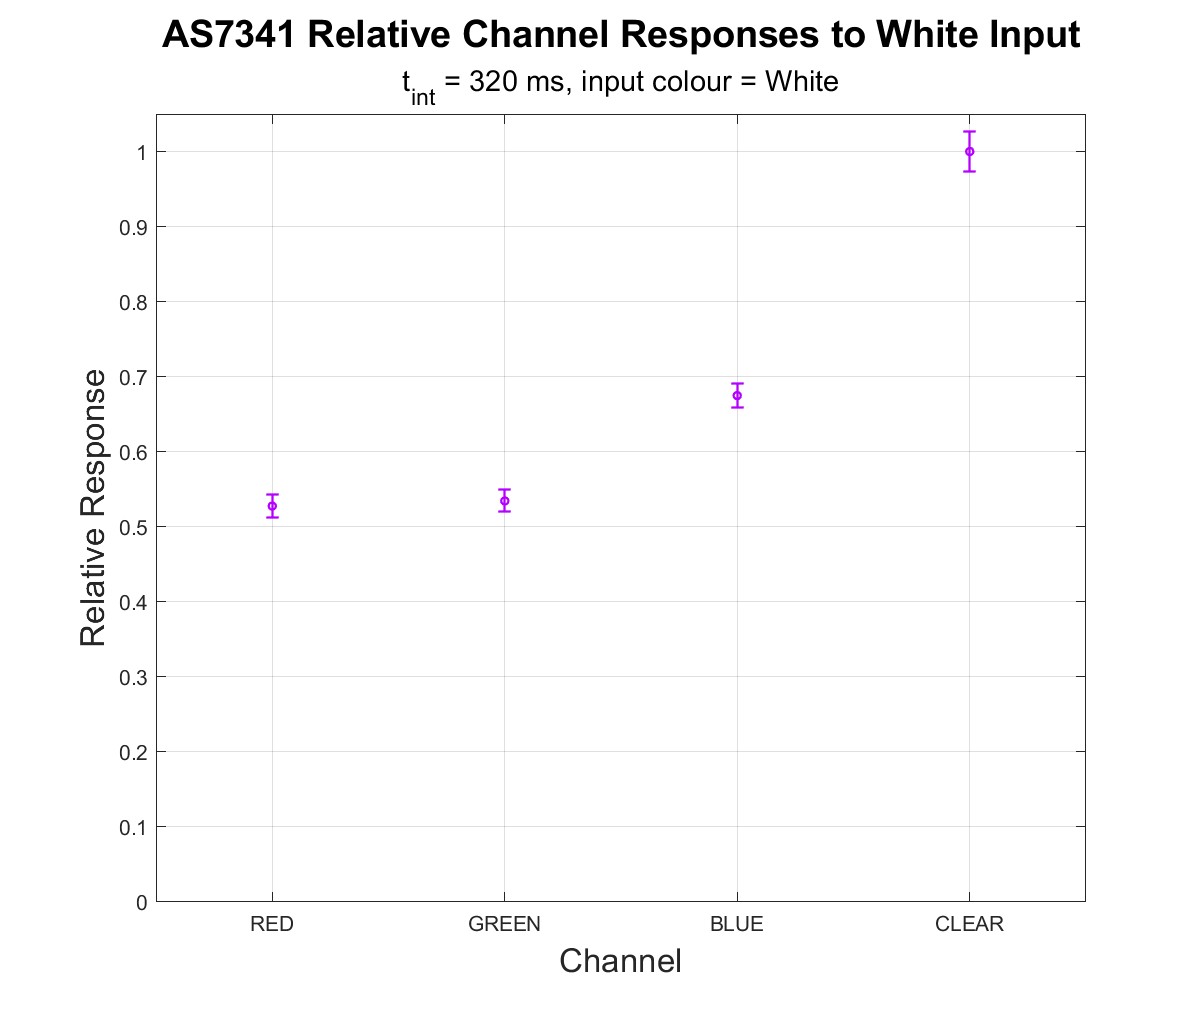 AS7341 Relative Channel Responses to White Input
t_int = 320 ms, input colour = White
1
0.9
0.8
0.7
0.6
0.5
0.4
0.3
0.2
0.1
0
Relative Response
RED GREEN BLUE CLEAR
Channel